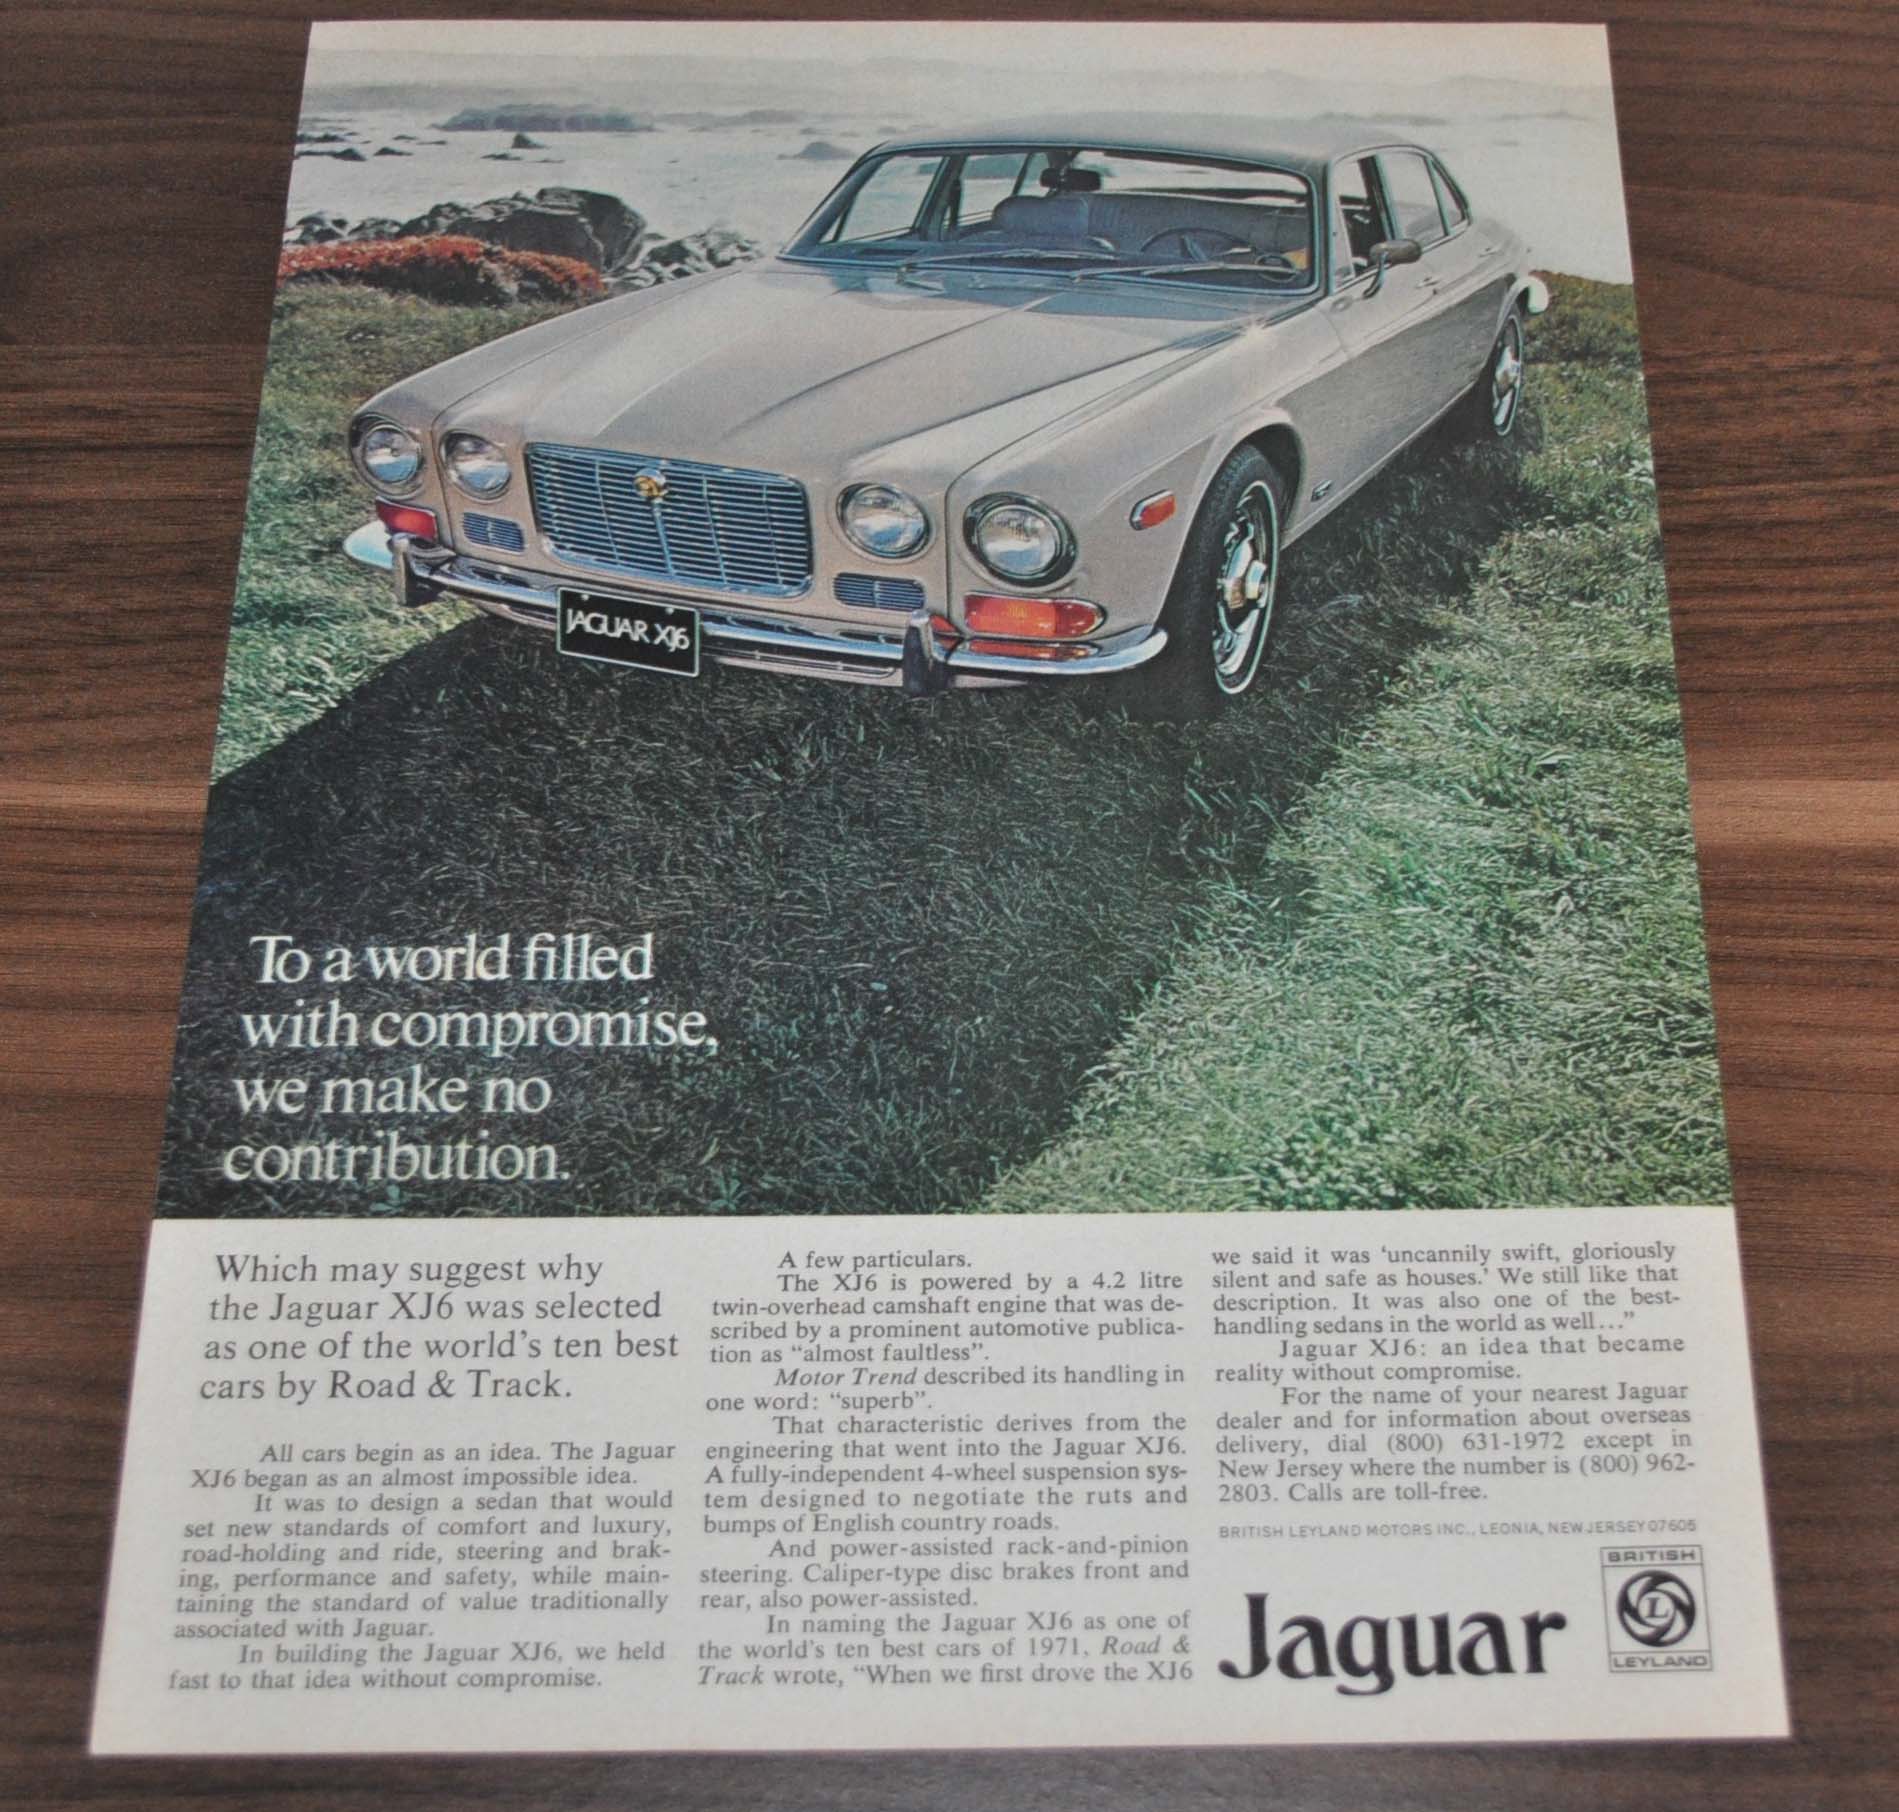 JAGUAR XJ6
To a world filled
with compromise,
we make no
contribution.
Which may suggest why
the Jaguar XJ6 was selected
as one of the world's ten best
cars by Road & Track.
All cars begin as an idea. The Jaguar
XJ6 began as an almost impossible idea.
It was to design a sedan that would
set new standards of comfort and luxury,
road-holding and ride, steering and brak-
ing, performance and safety, while main-
taining the standard of value traditionally
associated with Jaguar.
In building the Jaguar XJ6, we held
fast to that idea without compromise.
A few particulars.
The XJ6 is powered by a 4.2 litre
twin-overhead camshaft engine that was de-
scribed by a prominent automotive publica-
tion as "almost faultless".
Motor Trend described its handling in
one word: "superb".
That characteristic derives from the
engineering that went into the Jaguar XJ6.
A fully-independent 4-wheel suspension sys-
tem designed to negotiate the ruts and
bumps of English country roads.
And power-assisted rack-and-pinion
steering. Caliper-type disc brakes front and
rear, also power-assisted.
In naming the Jaguar XJ6 as one of
the world's ten best cars of 1971, Road &
Track wrote, "When we first drove the XJ6
we said it was 'uncannily swift, gloriously
silent and safe as houses.' We still like that
description. It was also one of the best-
handling sedans in the world as well..."
Jaguar XJ6: an idea that became
reality without compromise.
For the name of your nearest Jaguar
dealer and for information about overseas
delivery, dial (800) 631-1972 except in
New Jersey where the number is (800) 962-
2803. Calls are toll-free.
BRITISH LEYLAND MOTORS INC., LEONIA, NEW JERSEY 07605
Jaguar
BRITISH
L
LEYLAND